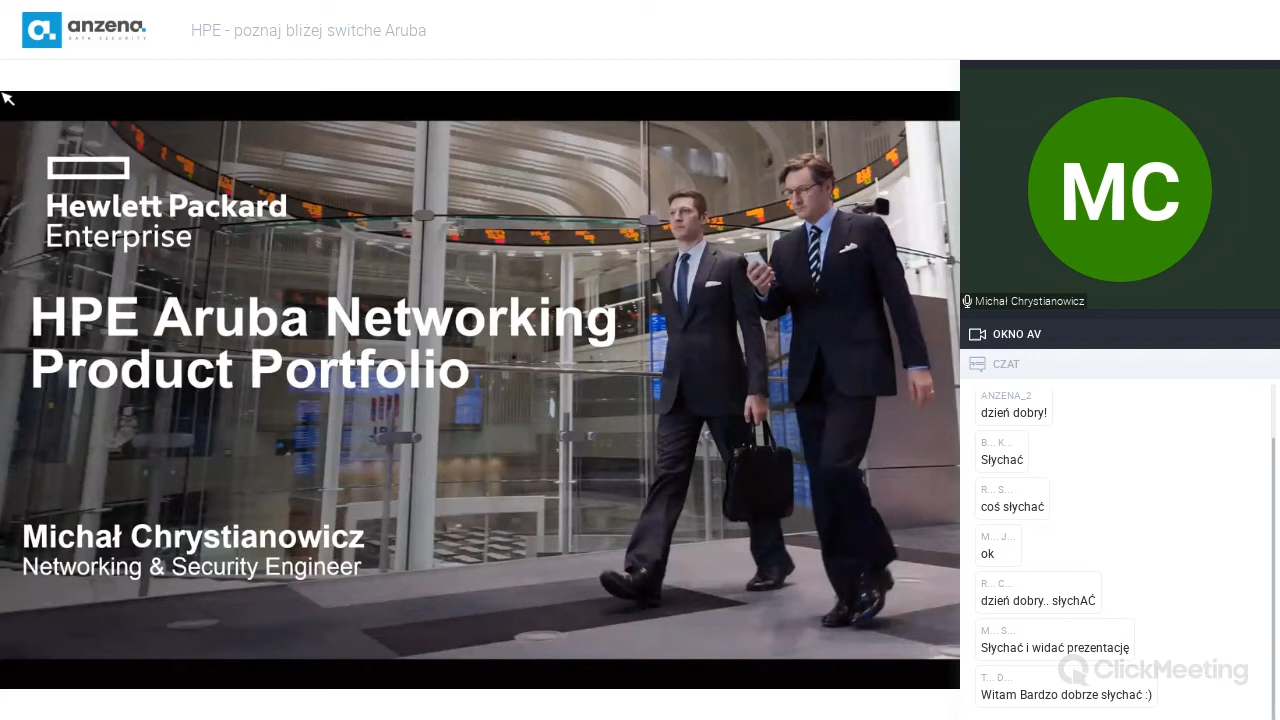 anzena.
DATA SECURITY
HPE - poznaj bliżej switche Aruba
Hewlett Packard
Enterprise
HPE Aruba Networking
Product Portfolio
Michał Chrystianowicz
Networking & Security Engineer
MC
Michał Chrystianowicz
OKNO AV
CZAT
ANZENA_2
dzień dobry!
B... K...
Słychać
R... S...
coś słychać
M... J...
ok
R... C...
dzień dobry.. słychAĆ
M... S...
Słychać i widać prezentację
ClickMeeting
T... D...
Witam Bardzo dobrze słychać :)